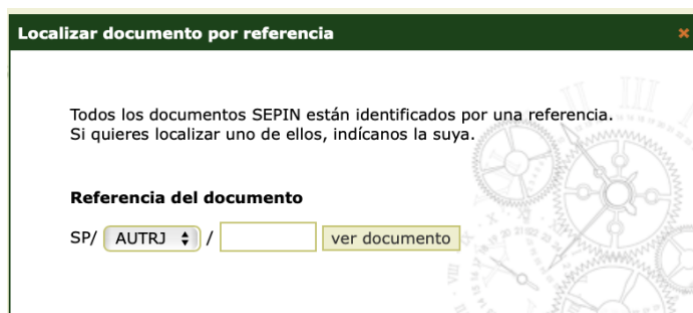 Localizar documento por referencia
Todos los documentos SEPIN están identificados por una referencia.
Si quieres localizar uno de ellos, indícanos la suya.
Referencia del documento
SP/ AUTRJ / ver documento